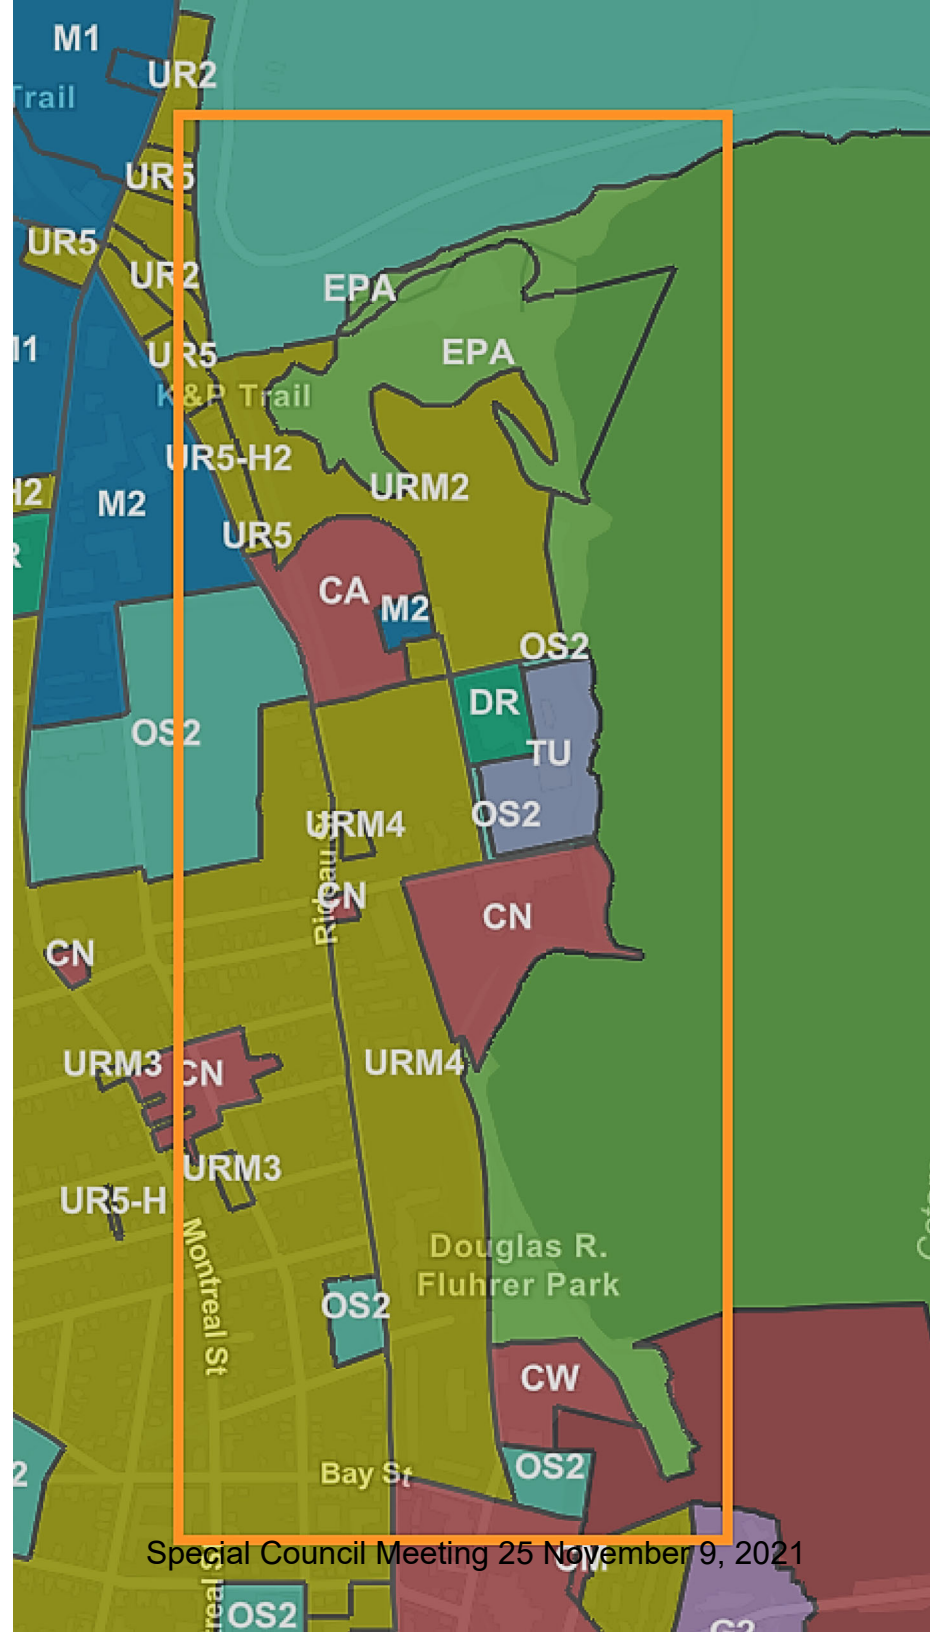 M1
UR2
Trail
UR5
UR5
UR2
EPA
EPA
UR5
K&P Trail
UR5-H2
URM2
H2
M2
UR5
CA
M2
OS2
DR
OS2
TU
OS2
URM4
Rideau St
CN
CN
CN
URM3
CN
URM4
URM3
UR5-H
Montreal St
Douglas R.
Fluhrer Park
OS2
CW
OS2
Bay St
Special Council Meeting 25 November 9, 2021
OS2